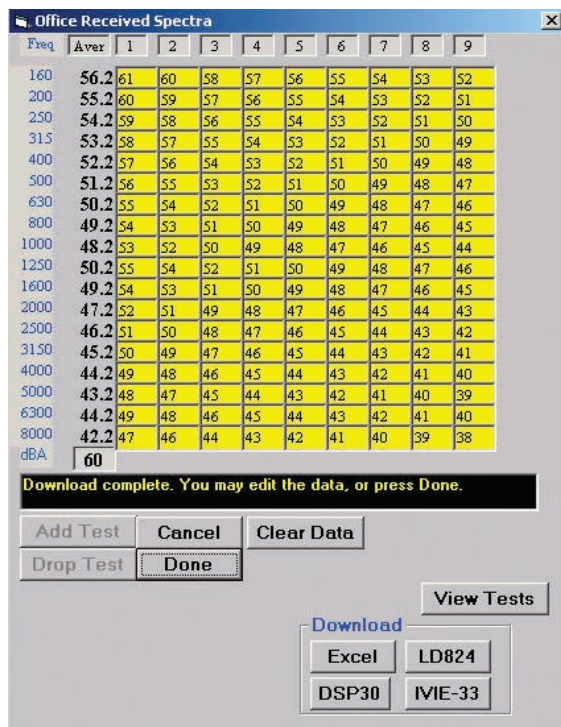 Office Received Spectra
Freq Aver 1 2 3 4 5 6 7 8 9
160 56.2 61 60 58 57 56 55 54 53 52
200 55.2 60 59 57 56 55 54 53 52 51
250 54.2 59 58 56 55 54 53 52 51 50
315 53.2 58 57 55 54 53 52 51 50 49
400 52.2 57 56 54 53 52 51 50 49 48
500 51.2 56 55 53 52 51 50 49 48 47
630 50.2 55 54 52 51 50 49 48 47 46
800 49.2 54 53 51 50 49 48 47 46 45
1000 48.2 53 52 50 49 48 47 46 45 44
1250 50.2 55 54 52 51 50 49 48 47 46
1600 49.2 54 53 51 50 49 48 47 46 45
2000 47.2 52 51 49 48 47 46 45 44 43
2500 46.2 51 50 48 47 46 45 44 43 42
3150 45.2 50 49 47 46 45 44 43 42 41
4000 44.2 49 48 46 45 44 43 42 41 40
5000 43.2 48 47 45 44 43 42 41 40 39
6300 44.2 49 48 46 45 44 43 42 41 40
8000 42.2 47 46 44 43 42 41 40 39 38
dBA 60
Download complete. You may edit the data, or press Done.
Add Test Cancel Clear Data
Drop Test Done
View Tests
Download
Excel LD824
DSP30 IVIE-33